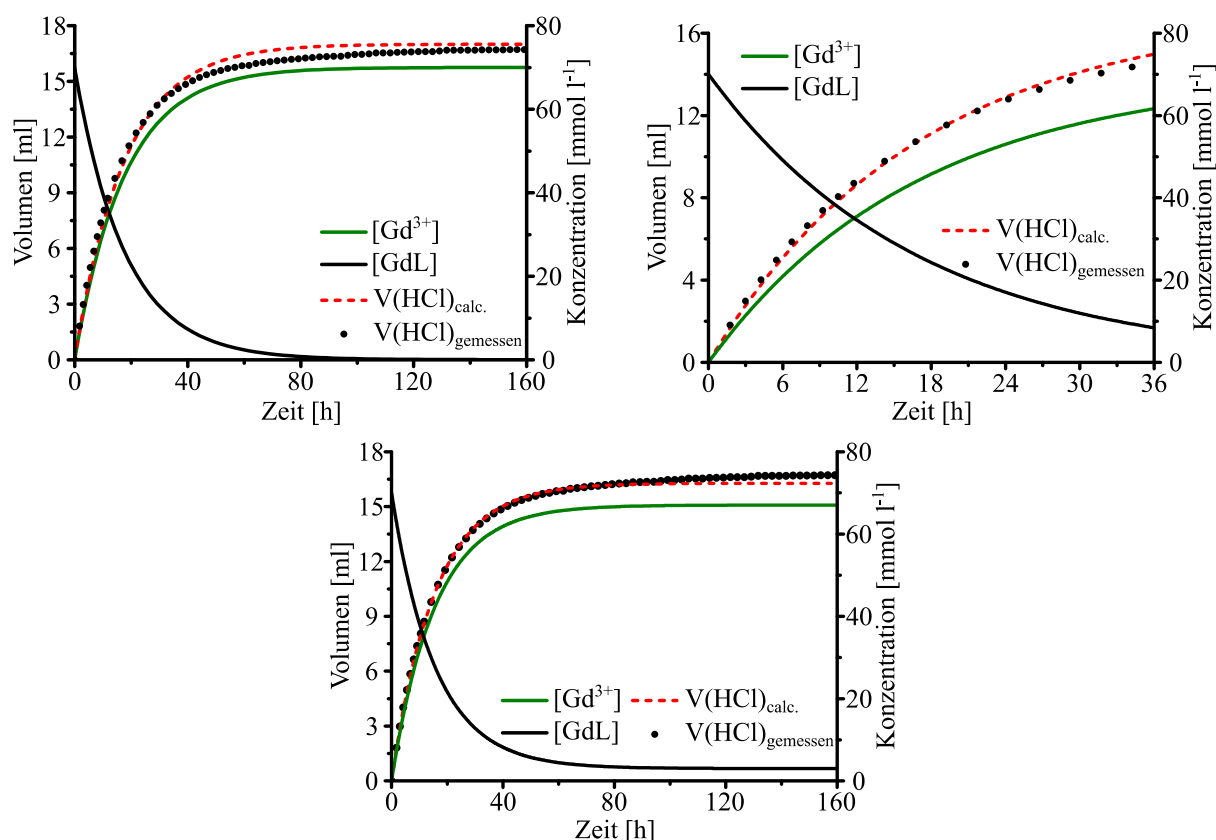 18
15
12
9
6
3
0
Volumen [ml]
80
60
40
20
0
Konzentration [mmol l⁻¹]
[Gd³⁺]
[GdL]
V(HCl)calc.
V(HCl)gemessen
0 40 80 120 160
Zeit [h]
16
12
8
4
0
Volumen [ml]
80
70
60
50
40
30
20
10
0
Konzentration [mmol l⁻¹]
[Gd³⁺]
[GdL]
V(HCl)calc.
V(HCl)gemessen
0 6 12 18 24 30 36
Zeit [h]
18
15
12
9
6
3
0
Volumen [ml]
80
60
40
20
0
Konzentration [mmol l⁻¹]
[Gd³⁺] V(HCl)calc.
[GdL] V(HCl)gemessen
0 40 80 120 160
Zeit [h]